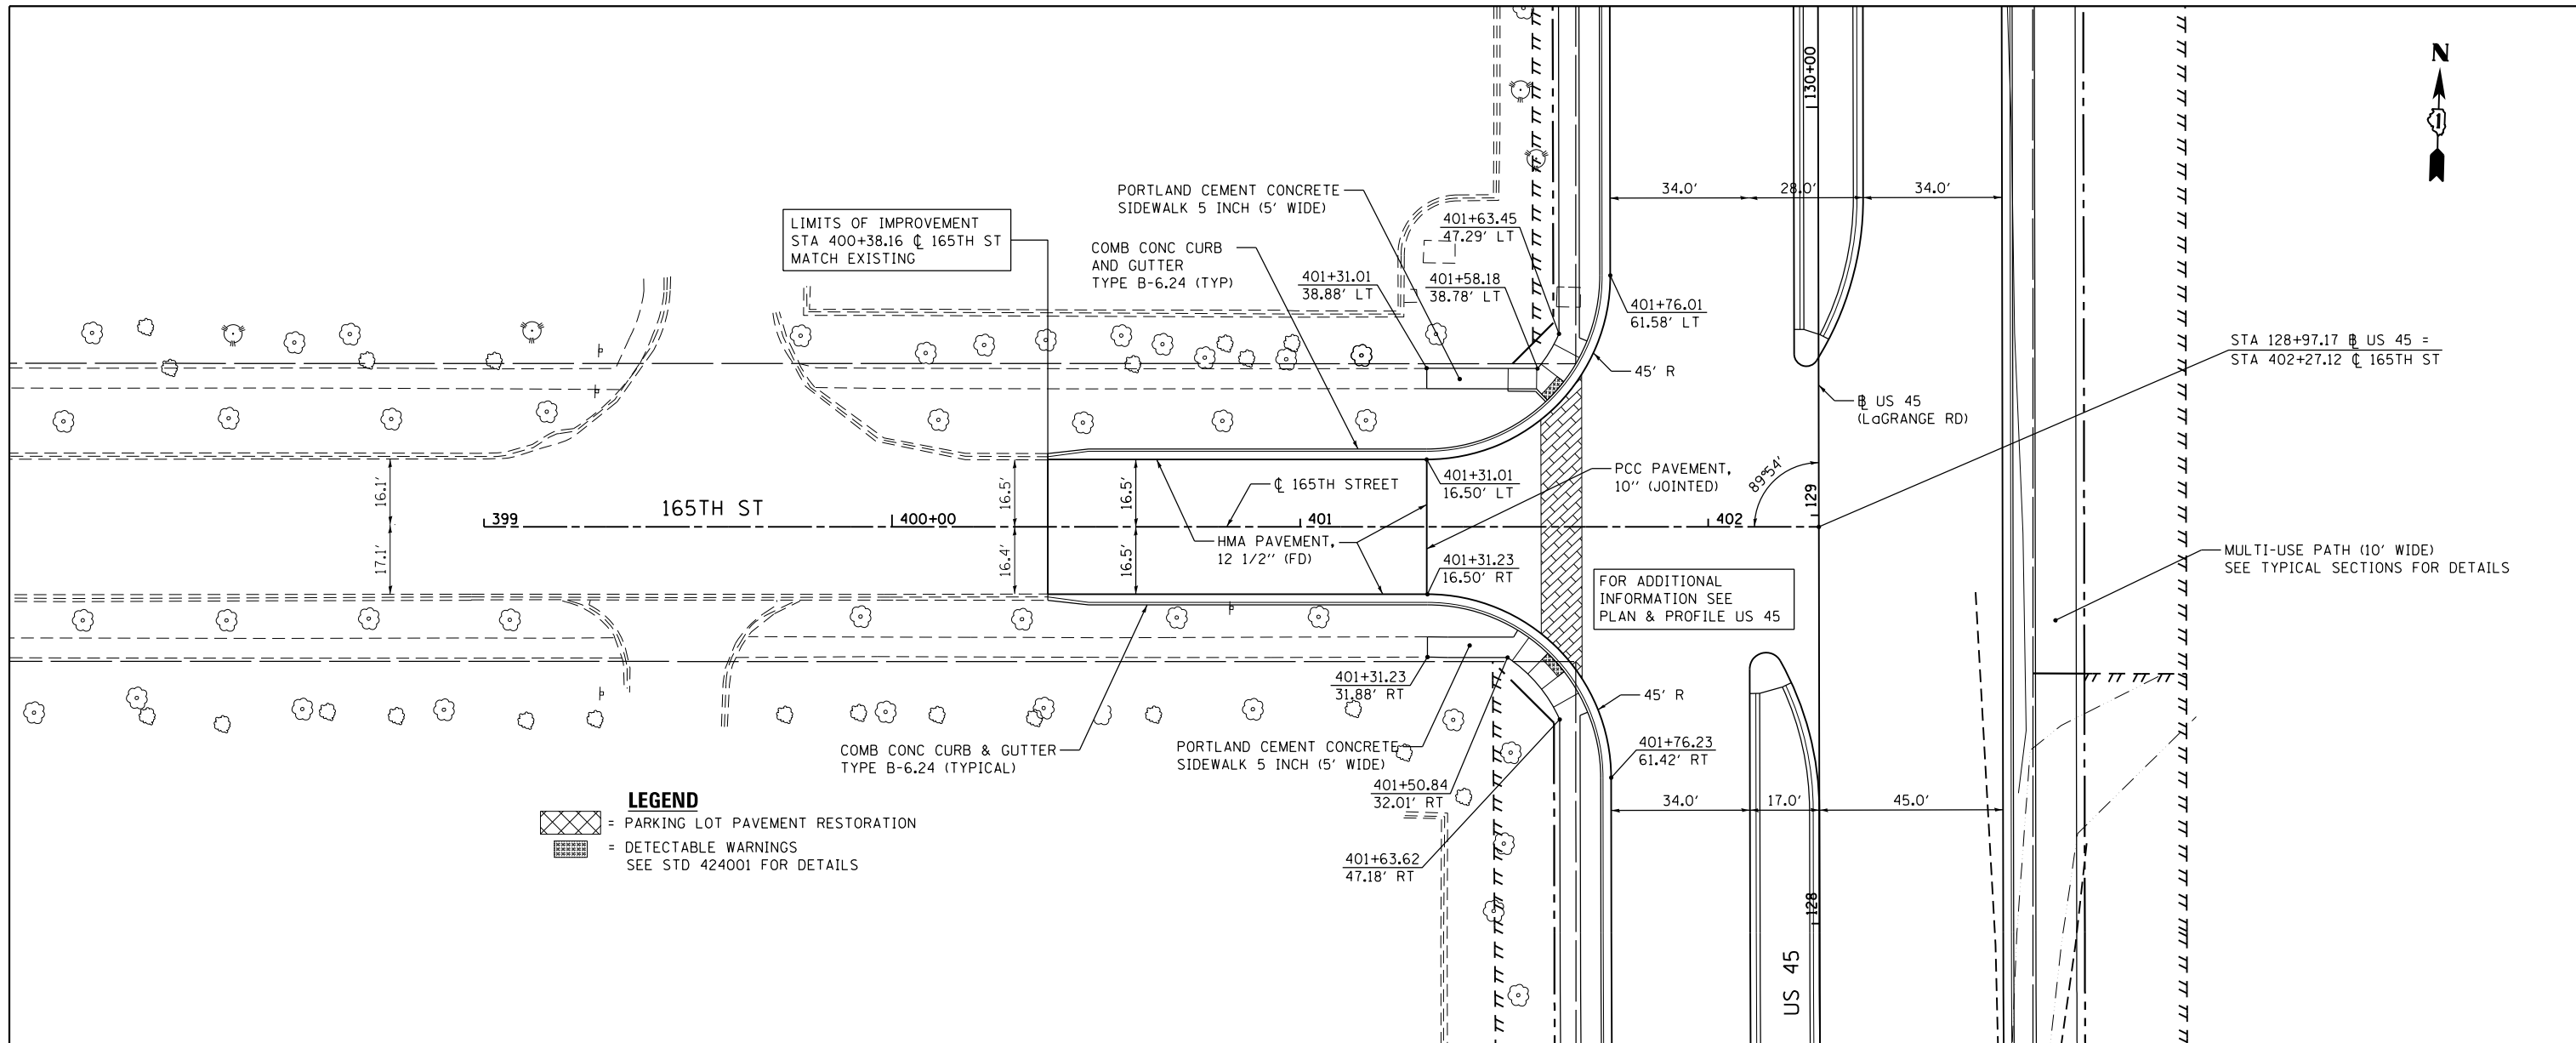 N
1
130+00
34.0'
28.0'
34.0'
PORTLAND CEMENT CONCRETE
SIDEWALK 5 INCH (5' WIDE)
LIMITS OF IMPROVEMENT
STA 400+38.16 ℄ 165TH ST
MATCH EXISTING
COMB CONC CURB
AND GUTTER
TYPE B-6.24 (TYP)
401+63.45
47.29' LT
401+31.01
38.88' LT
401+58.18
38.78' LT
401+76.01
61.58' LT
STA 128+97.17 ⅊ US 45 =
STA 402+27.12 ℄ 165TH ST
45' R
⅊ US 45
(LaGRANGE RD)
16.1'
165TH ST
16.5'
16.5'
℄ 165TH STREET
401+31.01
16.50' LT
PCC PAVEMENT,
10'' (JOINTED)
89°54'
129
399
400+00
401
402
17.1'
16.4'
16.5'
HMA PAVEMENT,
12 1/2'' (FD)
401+31.23
16.50' RT
FOR ADDITIONAL
INFORMATION SEE
PLAN & PROFILE US 45
MULTI-USE PATH (10' WIDE)
SEE TYPICAL SECTIONS FOR DETAILS
401+31.23
31.88' RT
45' R
COMB CONC CURB & GUTTER
TYPE B-6.24 (TYPICAL)
PORTLAND CEMENT CONCRETE
SIDEWALK 5 INCH (5' WIDE)
401+76.23
61.42' RT
401+50.84
32.01' RT
34.0'
17.0'
45.0'
LEGEND
= PARKING LOT PAVEMENT RESTORATION
= DETECTABLE WARNINGS
SEE STD 424001 FOR DETAILS
401+63.62
47.18' RT
128
US 45